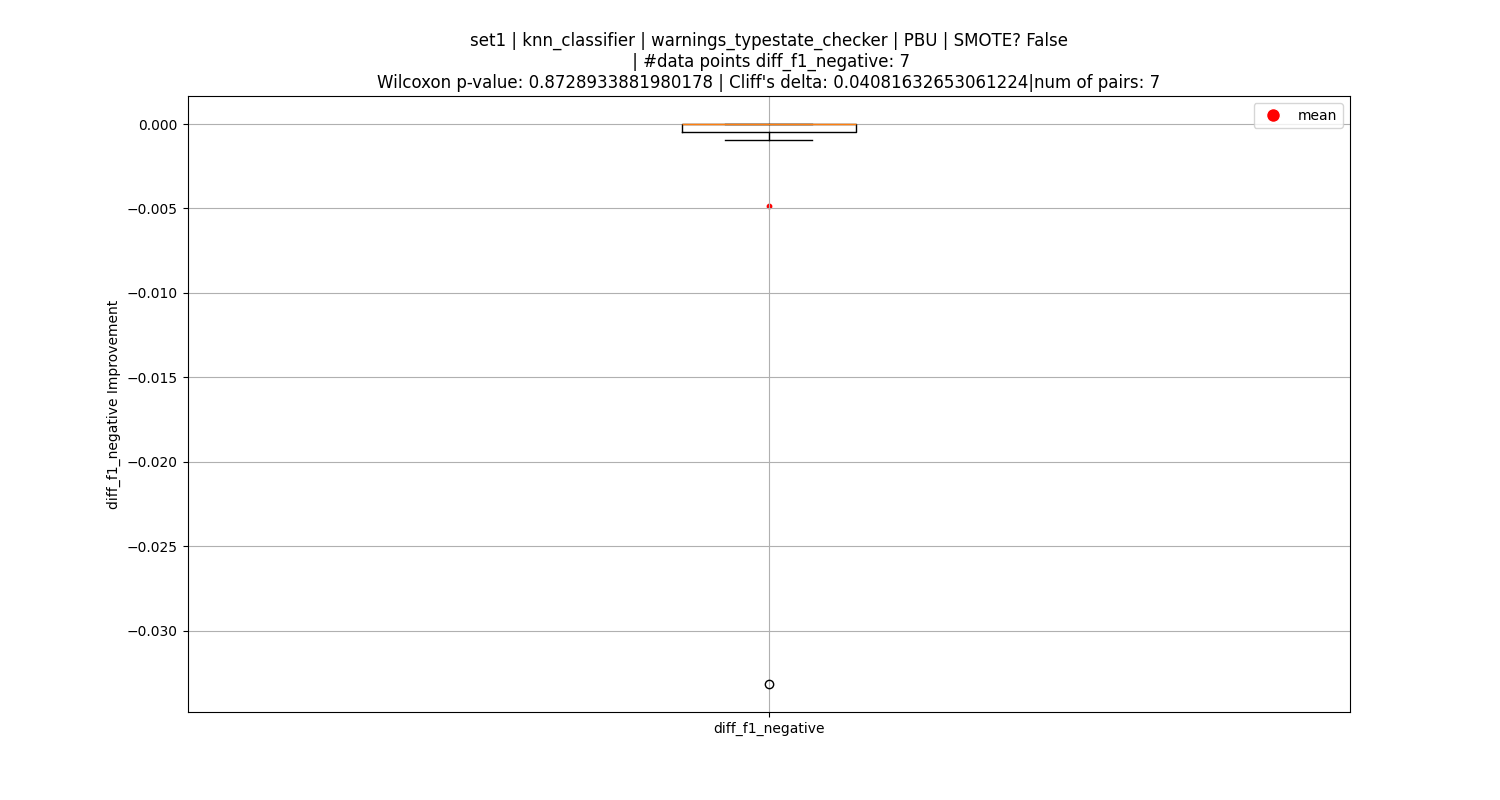 set1 | knn_classifier | warnings_typestate_checker | PBU | SMOTE? False
| #data points diff_f1_negative: 7
Wilcoxon p-value: 0.8728933881980178 | Cliff's delta: 0.04081632653061224|num of pairs: 7
mean
0.000
−0.005
−0.010
−0.015
−0.020
−0.025
−0.030
diff_f1_negative Improvement
diff_f1_negative